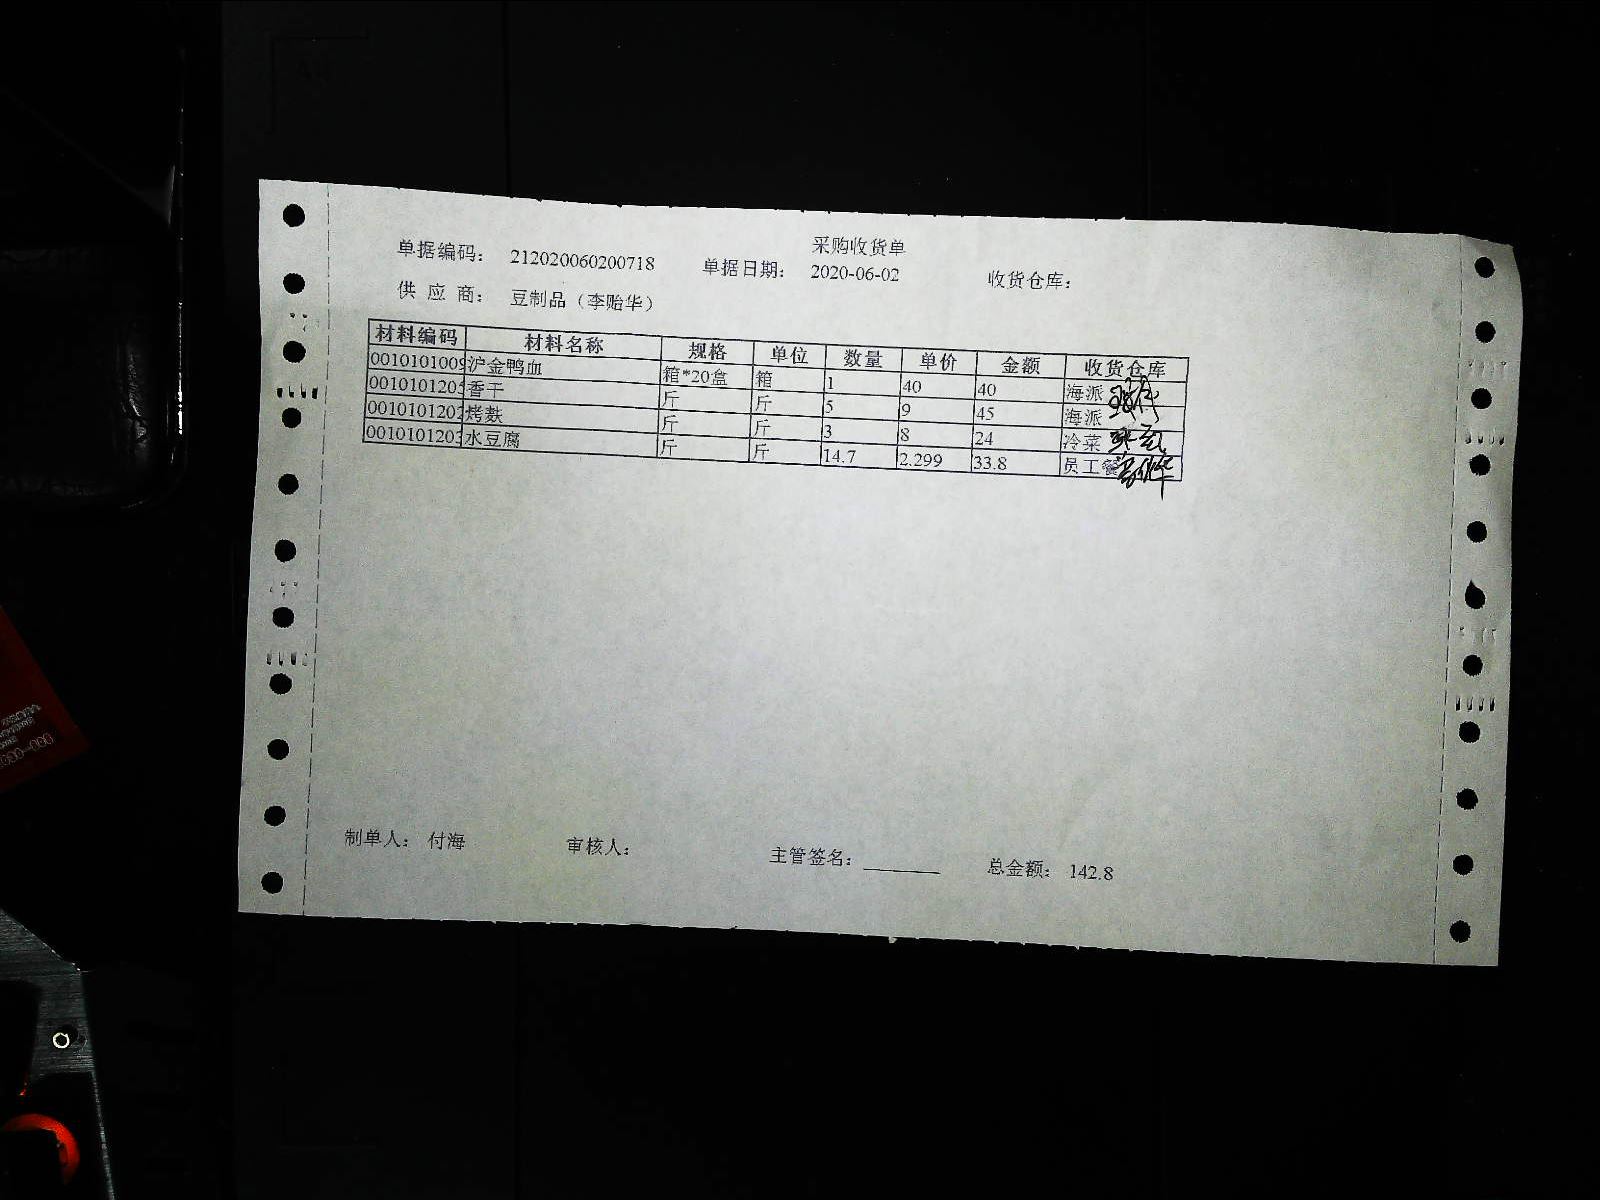 采购收货单
单据编码： 212020060200718 单据日期： 2020-06-02 收货仓库：
供 应 商： 豆制品（李贻华）
材料编码 材料名称 规格 单位 数量 单价 金额 收货仓库
0010101009 沪金鸭血 箱*20盒 箱 1 40 40 海派
001010120 香干 斤 斤 5 9 45 海派
0010101202 烤麸 斤 斤 3 8 24 冷菜
0010101203 水豆腐 斤 斤 14.7 2.299 33.8 员工餐
制单人： 付海 审核人： 主管签名： 总金额： 142.8